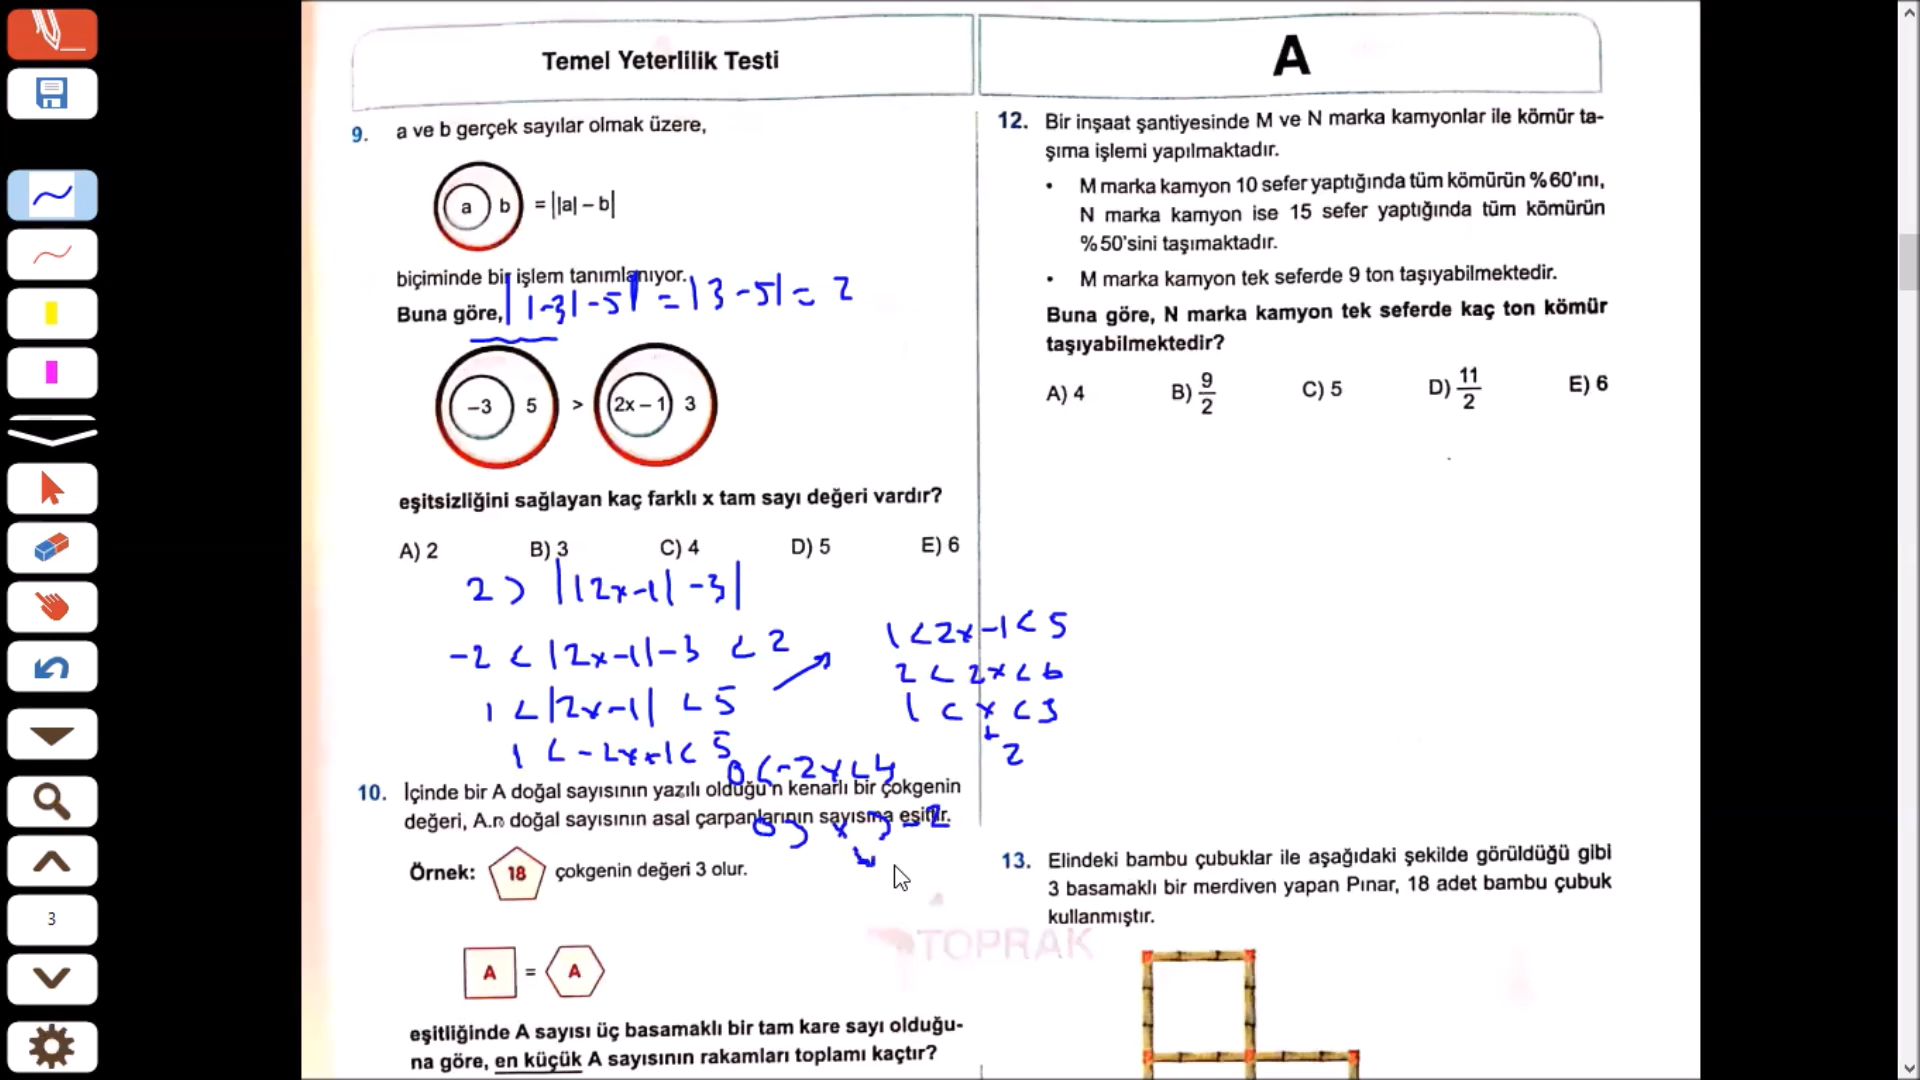 Temel Yeterlilik Testi
A
9. a ve b gerçek sayılar olmak üzere,
a b = ||a| – b|
biçiminde bir işlem tanımlanıyor.
Buna göre, ||-3| -5| = |3 -5| = 2
–3 5 > 2x – 1 3
eşitsizliğini sağlayan kaç farklı x tam sayı değeri vardır?
A) 2 B) 3 C) 4 D) 5 E) 6
2 > ||2x-1| -3|
-2 < |2x-1| -3 < 2
1 < |2x-1| < 5
1 < -2x+1 < 5
0 < -2x < 4
0 > x > -2
1 < 2x -1 < 5
2 < 2x < 6
1 < x < 3
2
10. İçinde bir A doğal sayısının yazılı olduğu n kenarlı bir çokgenin
değeri, A.n doğal sayısının asal çarpanlarının sayısına eşittir.
Örnek: 18 çokgenin değeri 3 olur.
A = A
eşitliğinde A sayısı üç basamaklı bir tam kare sayı olduğu-
na göre, en küçük A sayısının rakamları toplamı kaçtır?
12. Bir inşaat şantiyesinde M ve N marka kamyonlar ile kömür ta-
şıma işlemi yapılmaktadır.
• M marka kamyon 10 sefer yaptığında tüm kömürün %60'ını,
N marka kamyon ise 15 sefer yaptığında tüm kömürün
%50'sini taşımaktadır.
• M marka kamyon tek seferde 9 ton taşıyabilmektedir.
Buna göre, N marka kamyon tek seferde kaç ton kömür
taşıyabilmektedir?
A) 4 B) 9/2 C) 5 D) 11/2 E) 6
13. Elindeki bambu çubuklar ile aşağıdaki şekilde görüldüğü gibi
3 basamaklı bir merdiven yapan Pınar, 18 adet bambu çubuk
kullanmıştır.
TOPRAK
3